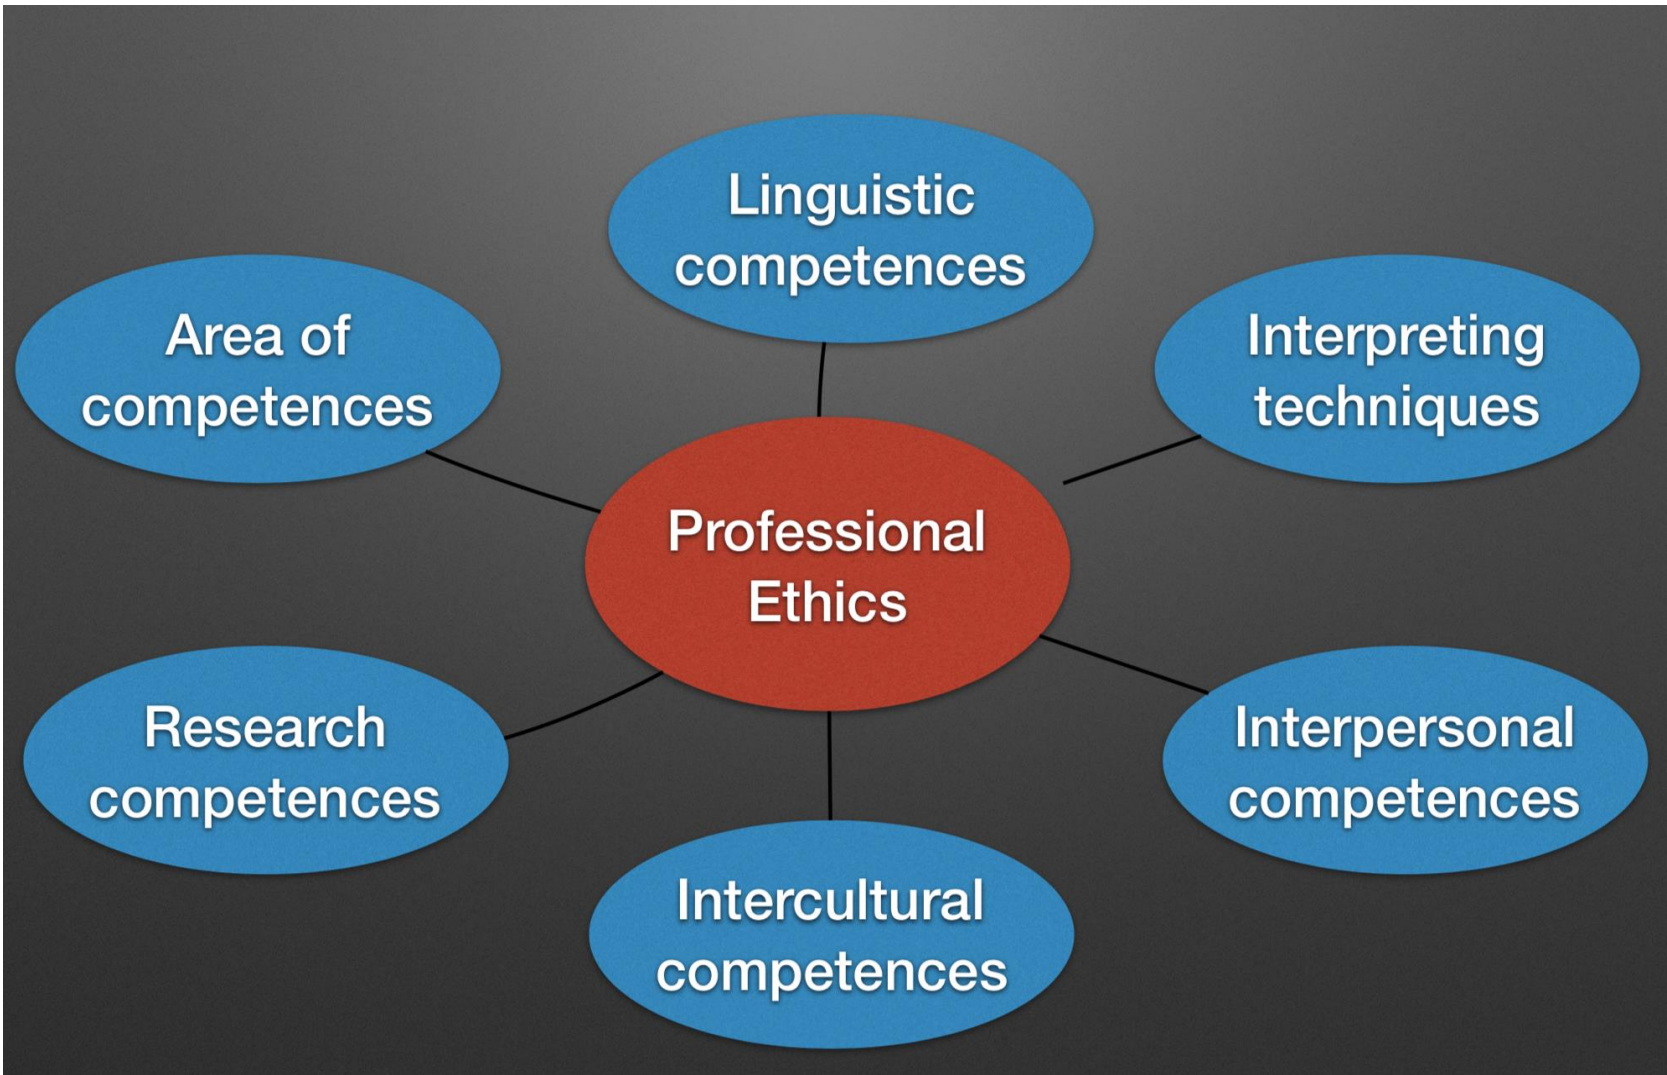 Linguistic
competences
Area of
competences
Interpreting
techniques
Professional
Ethics
Research
competences
Interpersonal
competences
Intercultural
competences